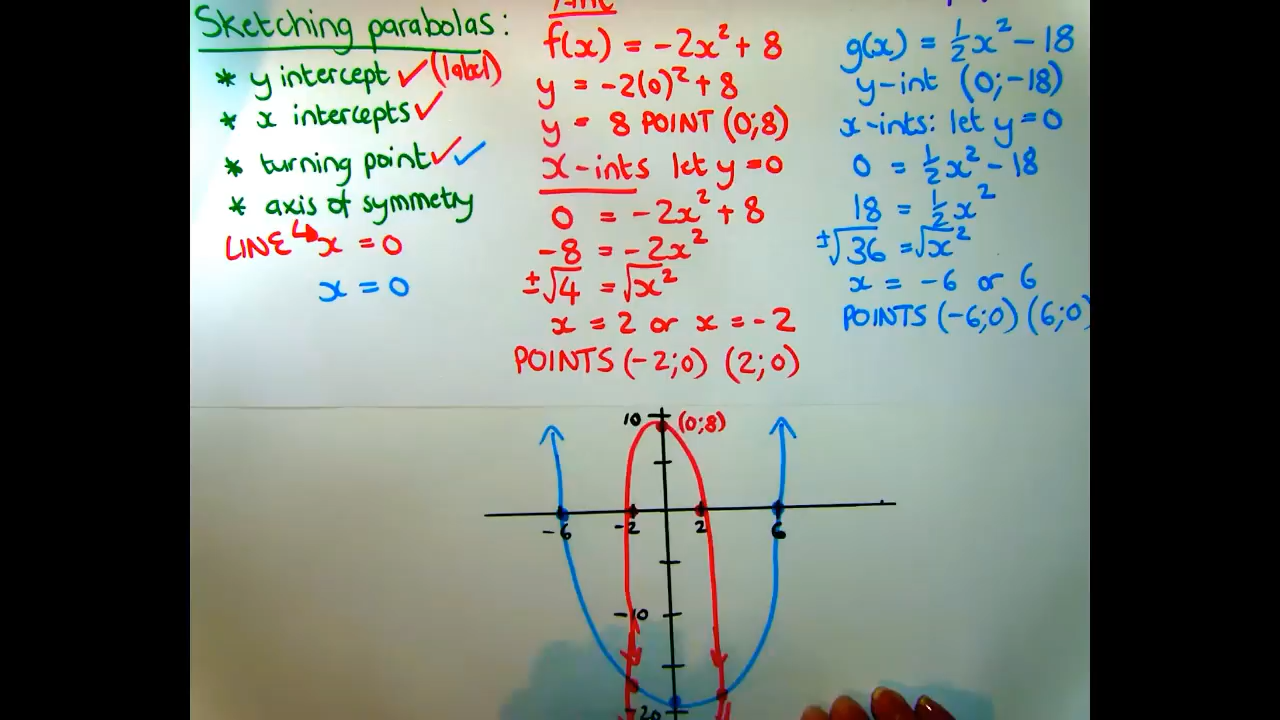 Sketching parabolas:
* y intercept ✓ (label)
* x intercepts ✓
* turning point ✓✓
* axis of symmetry
LINE ↳ x = 0
x = 0
f(x) = -2x² + 8
y = -2(0)² + 8
y = 8 POINT (0;8)
x-ints let y=0
0 = -2x² + 8
-8 = -2x²
±√4 = √x²
x = 2 or x = -2
POINTS (-2;0) (2;0)
g(x) = ½x² - 18
y-int (0;-18)
x-ints: let y=0
0 = ½x² - 18
18 = ½x²
±√36 = √x²
x = -6 or 6
POINTS (-6;0) (6;0)
10 (0;8)
-6 -2 2 6
-10
-20